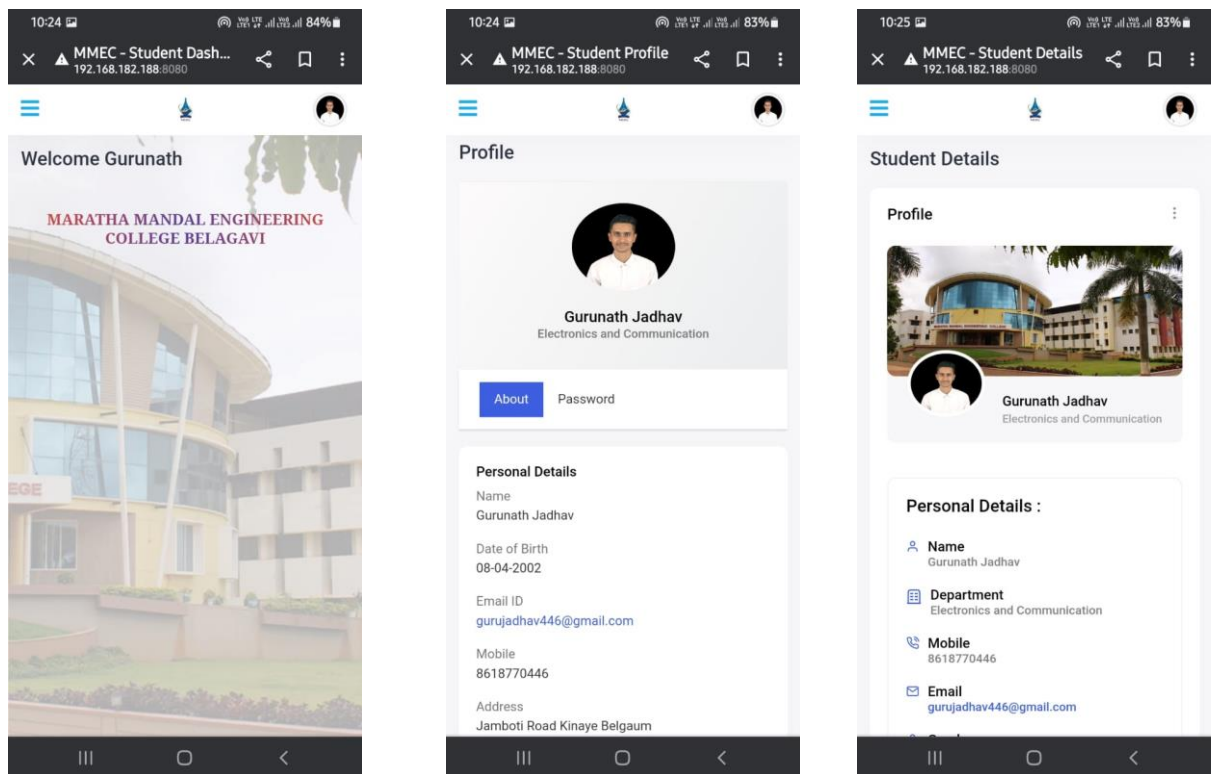 10:24
84%
MMEC - Student Dash...
192.168.182.188:8080
Welcome Gurunath
MARATHA MANDAL ENGINEERING
COLLEGE BELAGAVI
EGE
10:24
83%
MMEC - Student Profile
192.168.182.188:8080
Profile
Gurunath Jadhav
Electronics and Communication
About Password
Personal Details
Name
Gurunath Jadhav
Date of Birth
08-04-2002
Email ID
gurujadhav446@gmail.com
Mobile
8618770446
Address
Jamboti Road Kinaye Belgaum
10:25
83%
MMEC - Student Details
192.168.182.188:8080
Student Details
Profile
MARATHA MANDAL ENGINEERING COLLEGE
Gurunath Jadhav
Electronics and Communication
Personal Details :
Name
Gurunath Jadhav
Department
Electronics and Communication
Mobile
8618770446
Email
gurujadhav446@gmail.com